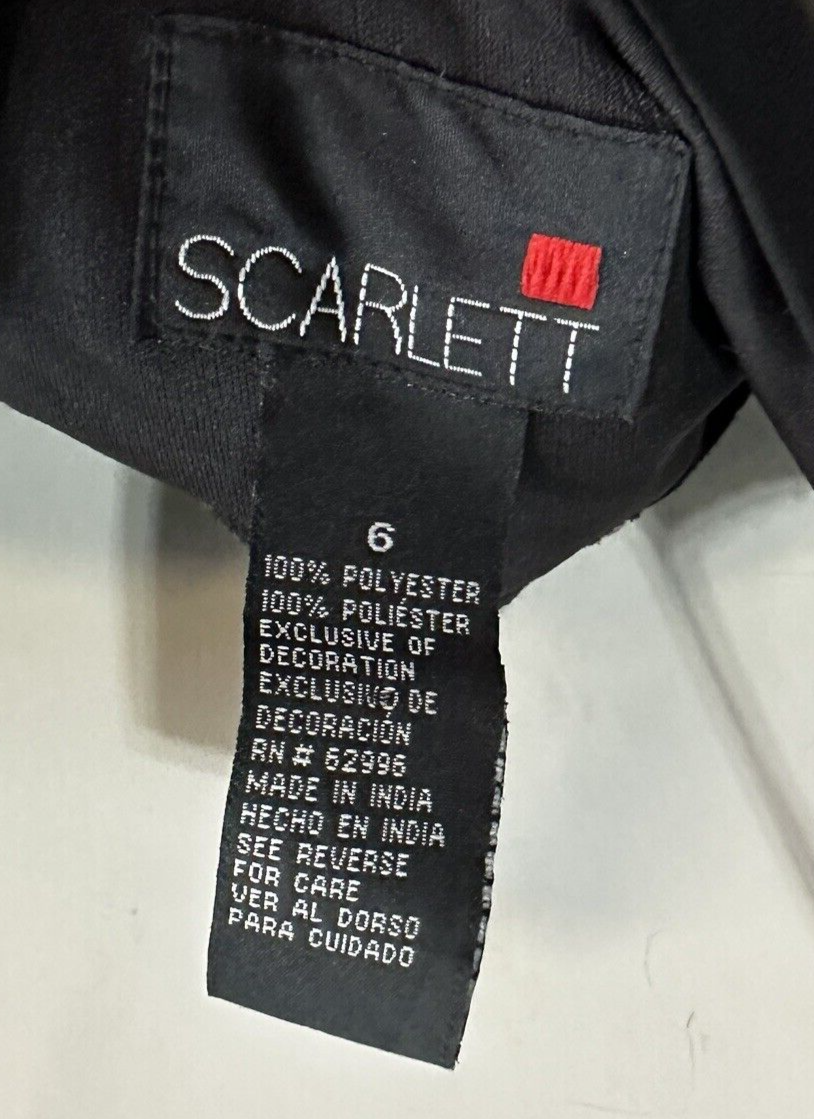 SCARLETT
6
100% POLYESTER
100% POLIÉSTER
EXCLUSIVE OF
DECORATION
EXCLUSIVO DE
DECORACIÓN
RN # 62996
MADE IN INDIA
HECHO EN INDIA
SEE REVERSE
FOR CARE
VER AL DORSO
PARA CUIDADO